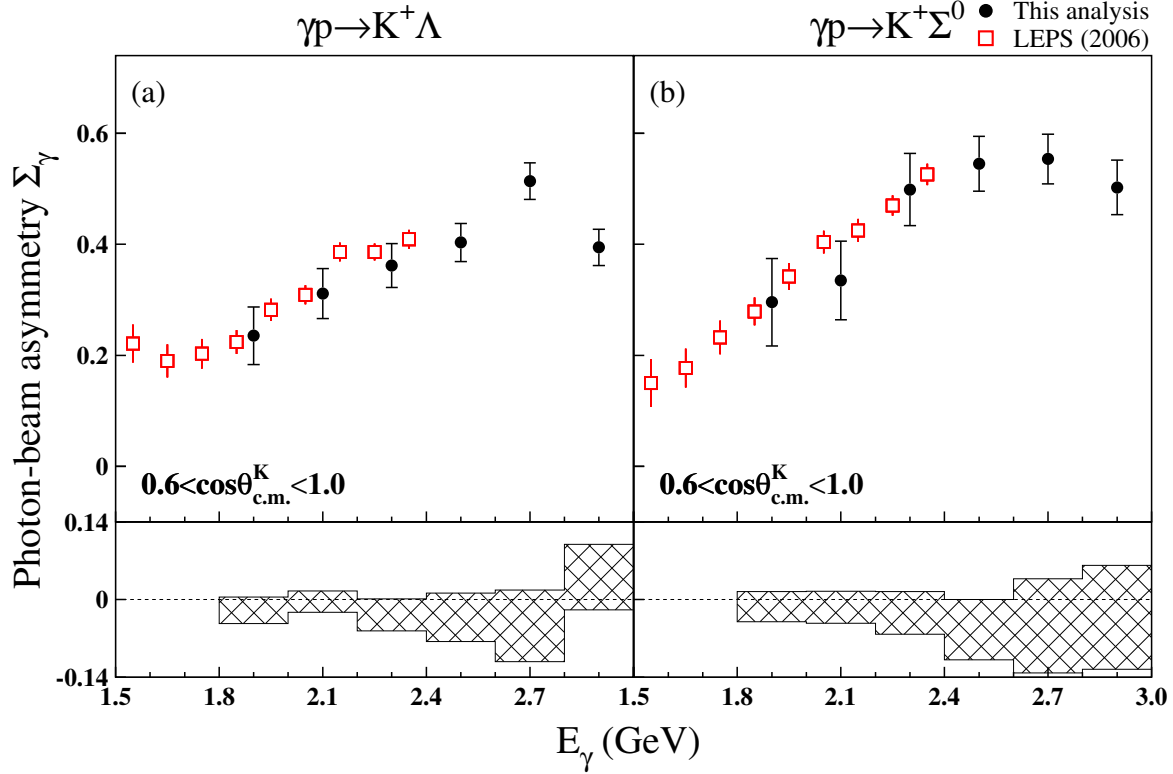 γp→K⁺Λ
γp→K⁺Σ⁰
This analysis
LEPS (2006)
(a)
(b)
Photon-beam asymmetry Σ_γ
0.6
0.4
0.2
0
0.6<cosθ^K_c.m.<1.0
0.6<cosθ^K_c.m.<1.0
0.14
0
-0.14
1.5 1.8 2.1 2.4 2.7 1.5 1.8 2.1 2.4 2.7 3.0
E_γ (GeV)